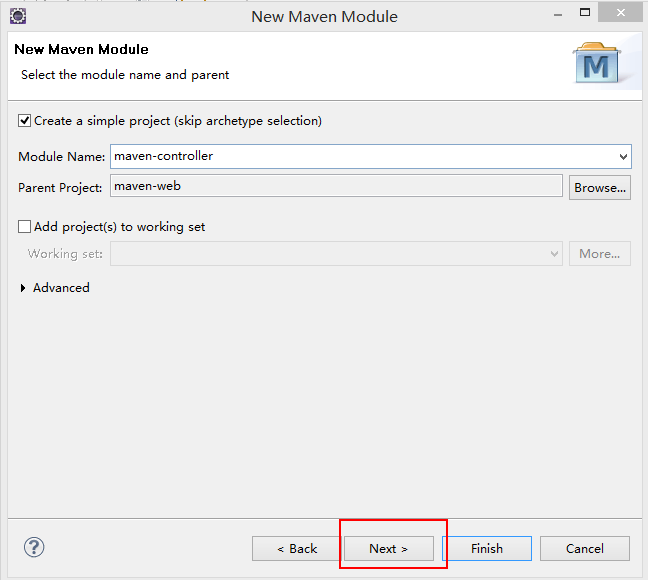 New Maven Module
New Maven Module
Select the module name and parent
M
Create a simple project (skip archetype selection)
Module Name: maven-controller
Parent Project: maven-web Browse...
Add project(s) to working set
Working set: More...
Advanced
? < Back Next > Finish Cancel